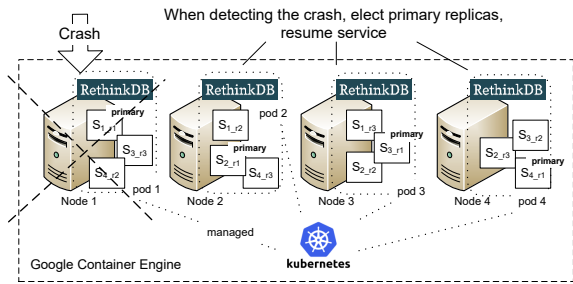 When detecting the crash, elect primary replicas,
resume service
Crash
RethinkDB
RethinkDB
RethinkDB
RethinkDB
primary
S1_r1
S3_r3
S4_r2
pod 1
Node 1
S1_r2
pod 2
primary
S2_r1
S4_r3
Node 2
S1_r3
primary
S3_r1
S2_r2
pod 3
Node 3
S3_r2
S2_r3
primary
S4_r1
pod 4
Node 4
managed
kubernetes
Google Container Engine